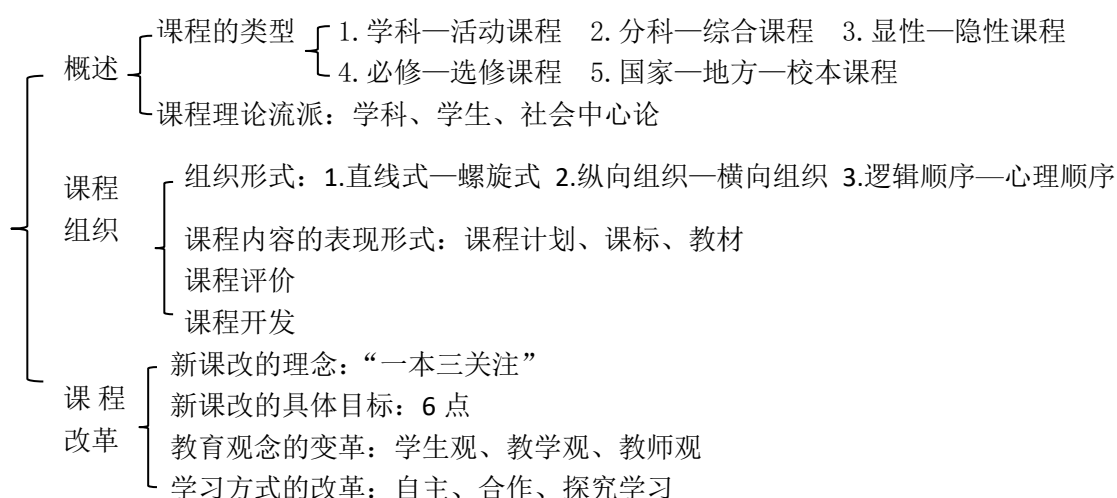 课程的类型 1. 学科—活动课程 2. 分科—综合课程 3. 显性—隐性课程
概述 4. 必修—选修课程 5. 国家—地方—校本课程
课程理论流派：学科、学生、社会中心论
课程
组织
组织形式：1.直线式—螺旋式 2.纵向组织—横向组织 3.逻辑顺序—心理顺序
课程内容的表现形式：课程计划、课标、教材
课程评价
课程开发
课 程
改革
新课改的理念：“一本三关注”
新课改的具体目标：6 点
教育观念的变革：学生观、教学观、教师观
学习方式的改革：自主、合作、探究学习